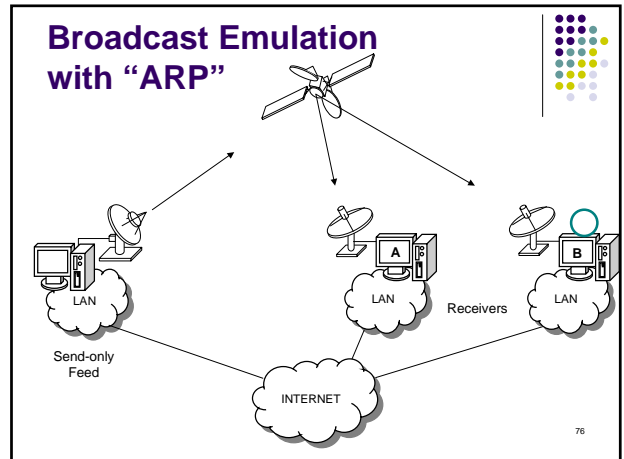 Broadcast Emulation
with “ARP”
A
B
LAN
LAN
Receivers
LAN
Send-only
Feed
INTERNET
76